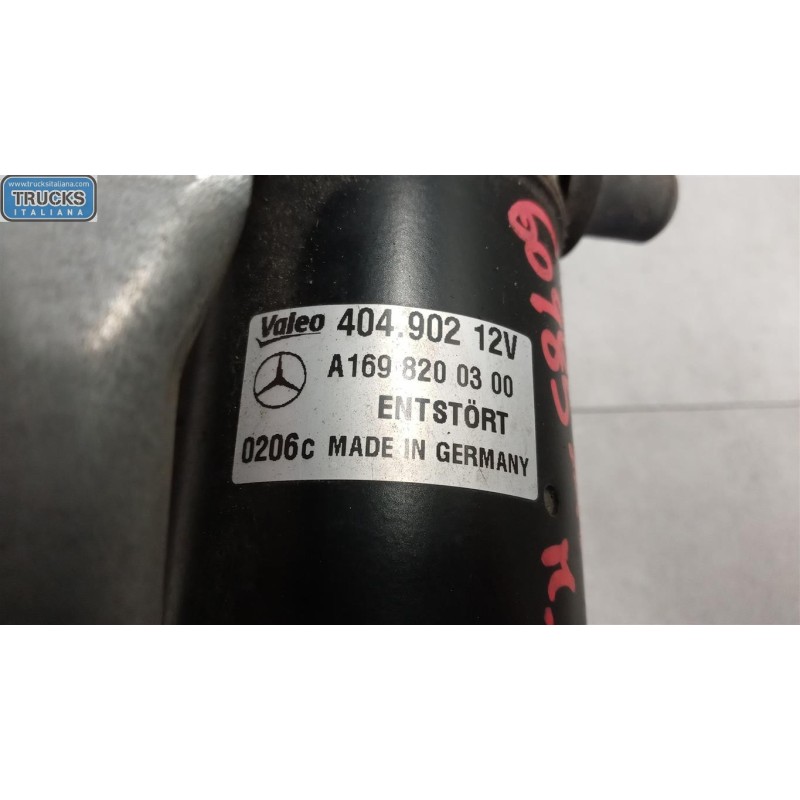 www.trucksitaliana.com
TRUCKS
ITALIANA
Valeo 404.902 12V
A169 820 03 00
ENTSTÖRT
0206c MADE IN GERMANY